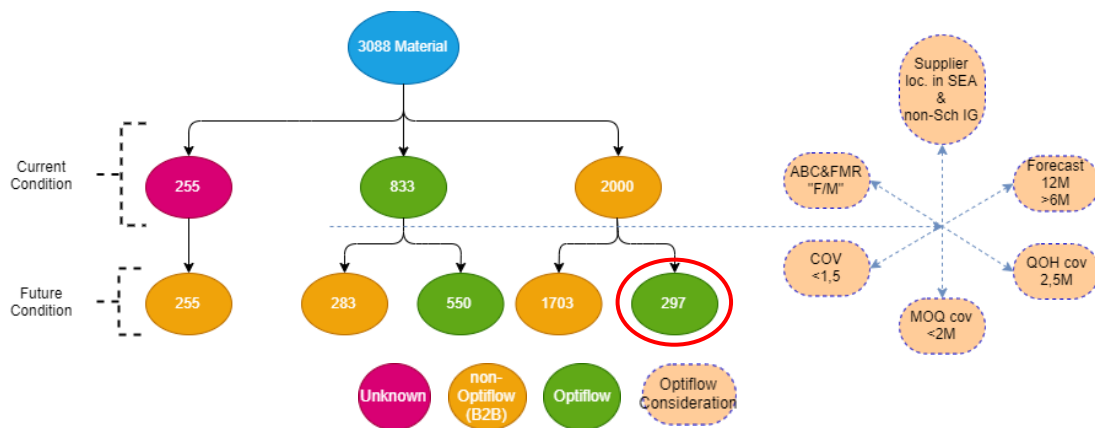 3088 Material
Current
Condition
255
833
2000
Future
Condition
255
283
550
1703
297
Unknown
non-
Optiflow
(B2B)
Optiflow
Optiflow
Consideration
Supplier
loc. in SEA
&
non-Sch IG
ABC&FMR
"F/M"
Forecast
12M
>6M
COV
<1,5
QOH cov
2,5M
MOQ cov
<2M